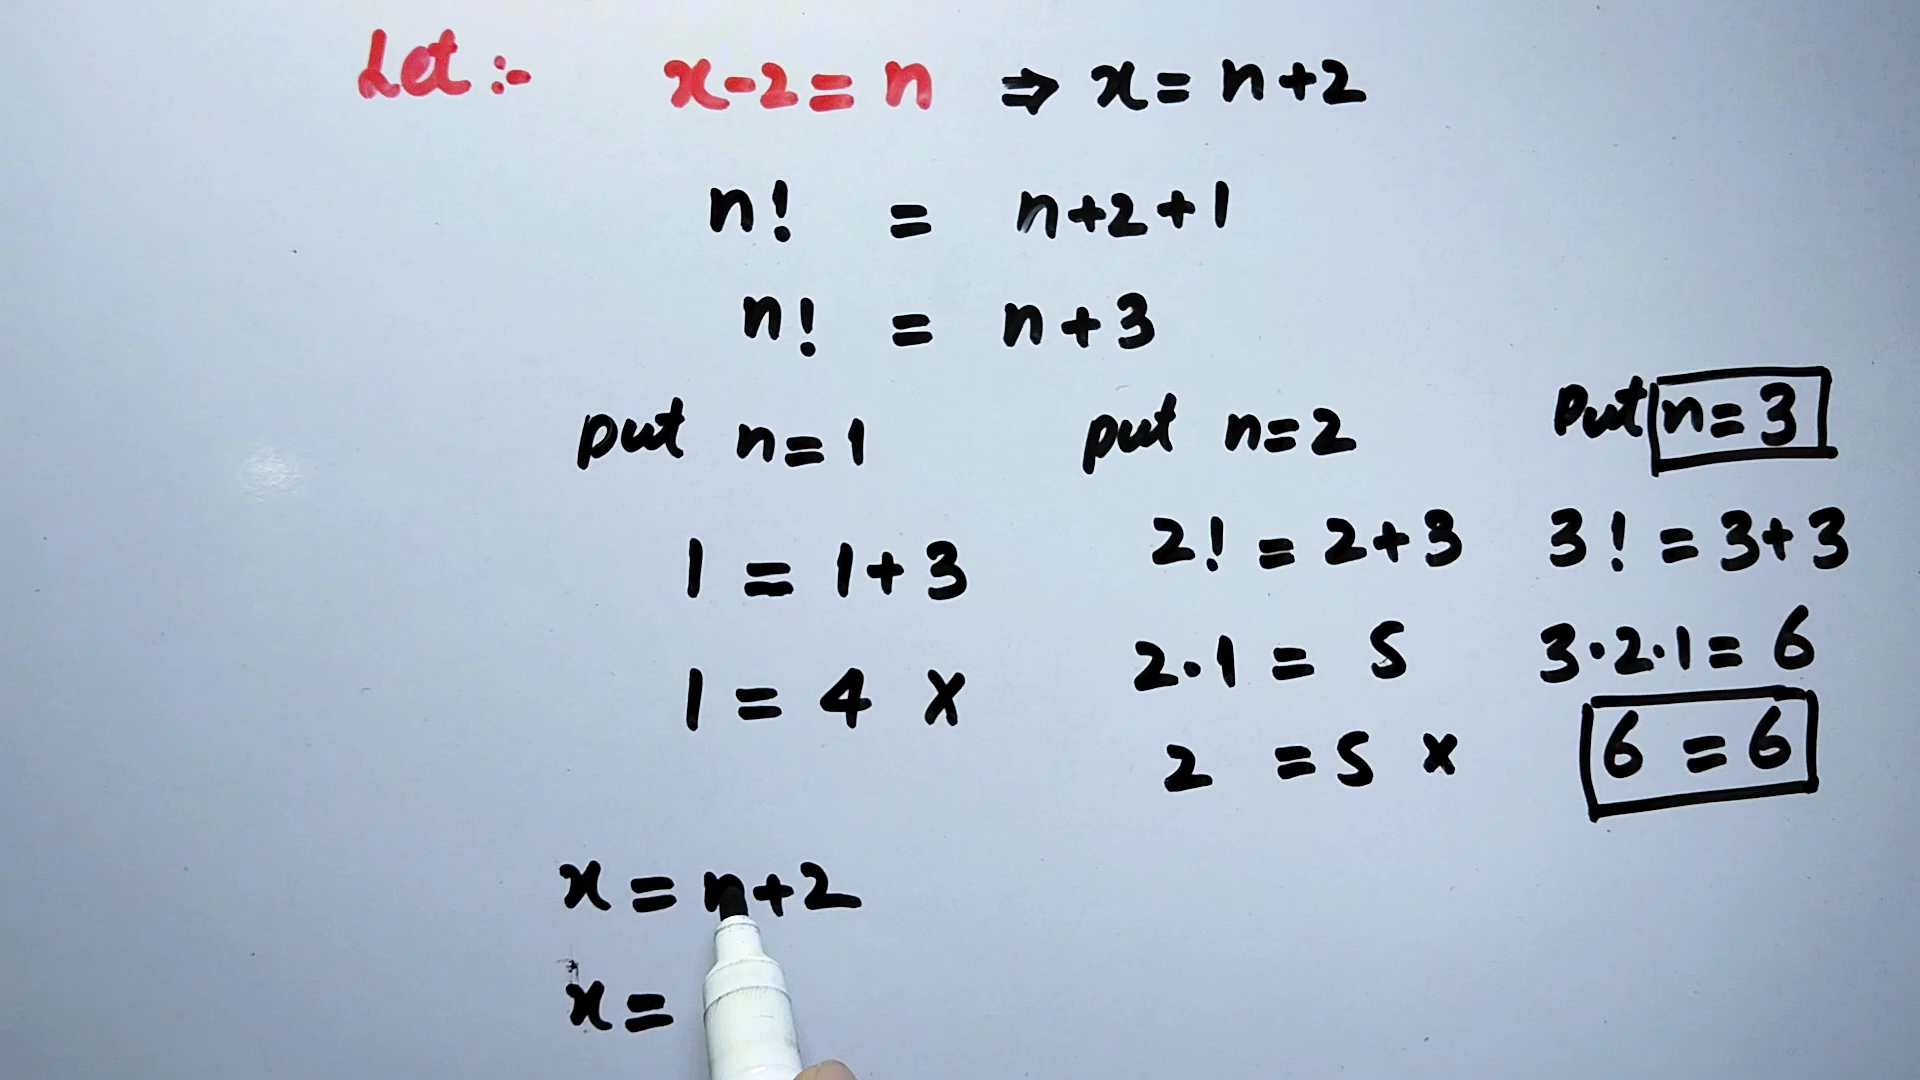 Let :- x-2=n ⇒ x=n+2
n! = n+2+1
n! = n+3
put n=1
1 = 1+3
1 = 4 X
put n=2
2! = 2+3
2·1 = 5
2 = 5 X
Put n=3
3! = 3+3
3·2·1=6
6 = 6
x=n+2
x=